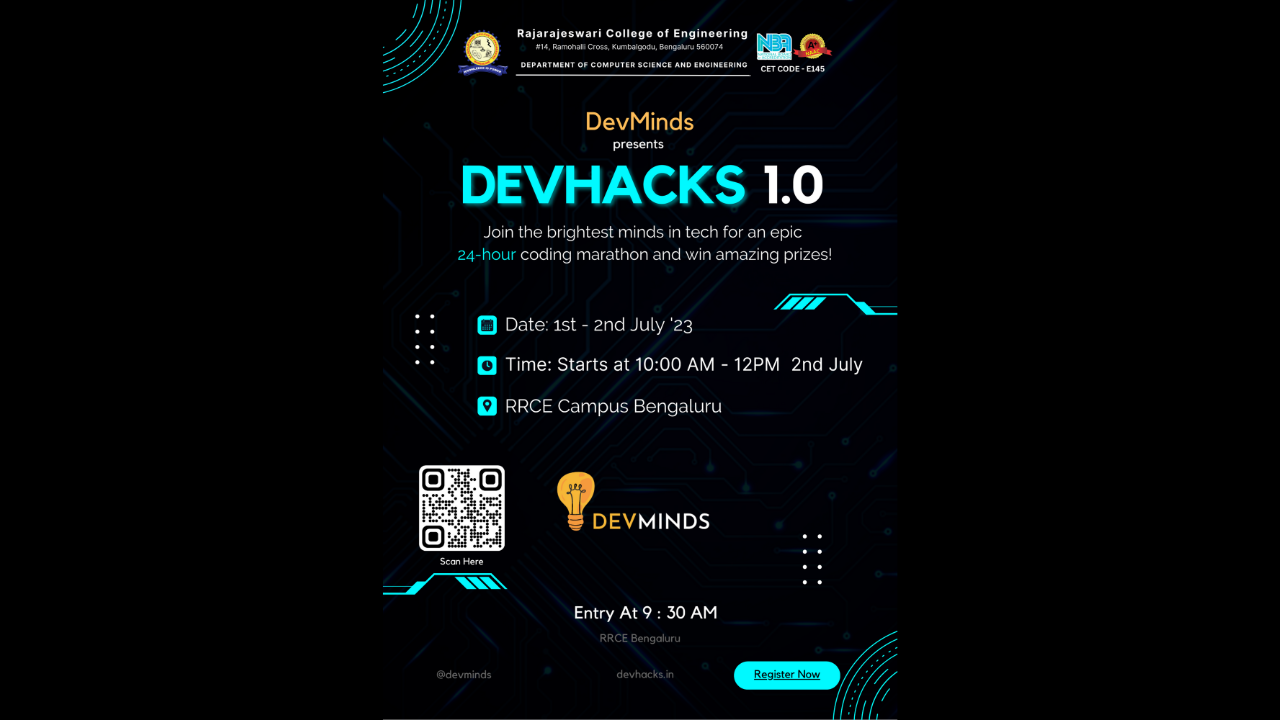 Rajarajeswari College of Engineering
#14, Ramohalli Cross, Kumbalgodu, Bengaluru 560074
DEPARTMENT OF COMPUTER SCIENCE AND ENGINEERING
NBA
CET CODE - E145
DevMinds
presents
DEVHACKS 1.0
Join the brightest minds in tech for an epic
24-hour coding marathon and win amazing prizes!
Date: 1st - 2nd July '23
Time: Starts at 10:00 AM - 12PM 2nd July
RRCE Campus Bengaluru
Scan Here
DEVMINDS
Entry At 9 : 30 AM
RRCE Bengaluru
@devminds
devhacks.in
Register Now